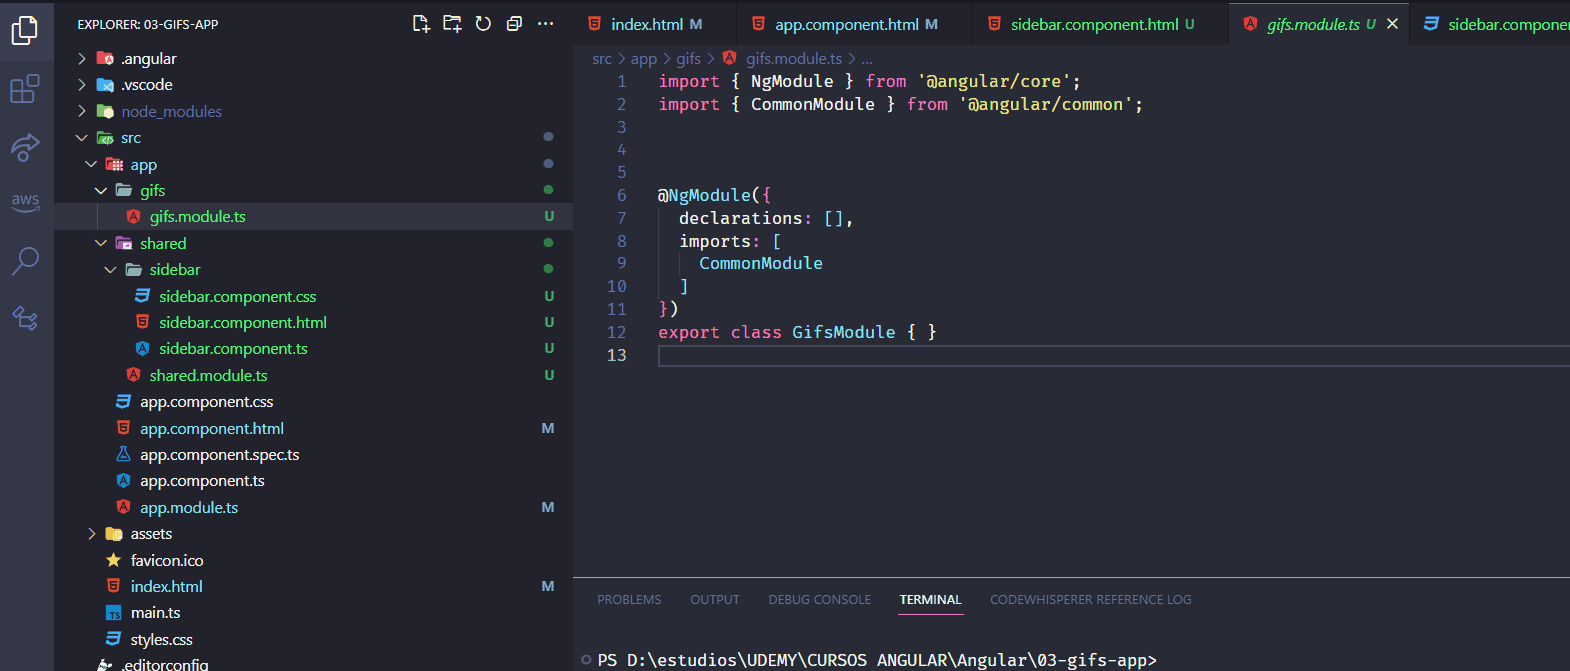 EXPLORER: 03-GIFS-APP
.angular
.vscode
node_modules
src
app
gifs
gifs.module.ts U
shared
sidebar
sidebar.component.css U
sidebar.component.html U
sidebar.component.ts U
shared.module.ts U
app.component.css
app.component.html M
app.component.spec.ts
app.component.ts
app.module.ts M
assets
favicon.ico
index.html M
main.ts
styles.css
.editorconfig
aws
index.html M app.component.html M sidebar.component.html U gifs.module.ts U sidebar.compone
src > app > gifs > gifs.module.ts > ...
1 import { NgModule } from '@angular/core';
2 import { CommonModule } from '@angular/common';
3
4
5
6 @NgModule({
7 declarations: [],
8 imports: [
9 CommonModule
10 ]
11 })
12 export class GifsModule { }
13
PROBLEMS OUTPUT DEBUG CONSOLE TERMINAL CODEWHISPERER REFERENCE LOG
PS D:\estudios\UDEMY\CURSOS ANGULAR\Angular\03-gifs-app>